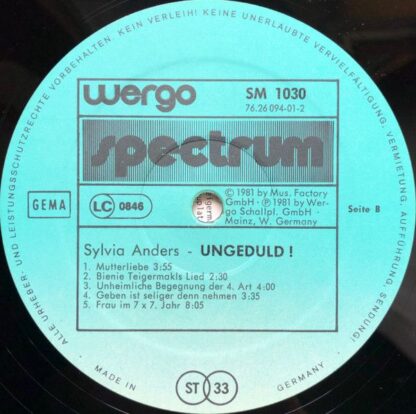 ALLE URHEBER UND LEISTUNGSSCHUTZRECHTE VORBEHALTEN. KEIN VERLEIH! KEINE UNERLAUBTE VERVIELFÄLTIGUNG, VERMIETUNG, AUFFÜHRUNG, SENDUNG!
wergo
SM 1030
76.26 094-01-2
spectrum
GEMA
LC 0846
© 1981 by Mus. Factory
GmbH · ℗ 1981 by Wer-
go Schallpl. GmbH ·
Mainz, W. Germany
Seite B
Sylvia Anders - UNGEDULD !
1. Mutterliebe 3:55
2. Bienie Teigermakls Lied 2:30
3. Unheimliche Begegnung der 4. Art 4:00
4. Geben ist seliger denn nehmen 3:35
5. Frau im 7 x 7. Jahr 8:05
MADE IN
ST 33
GERMANY